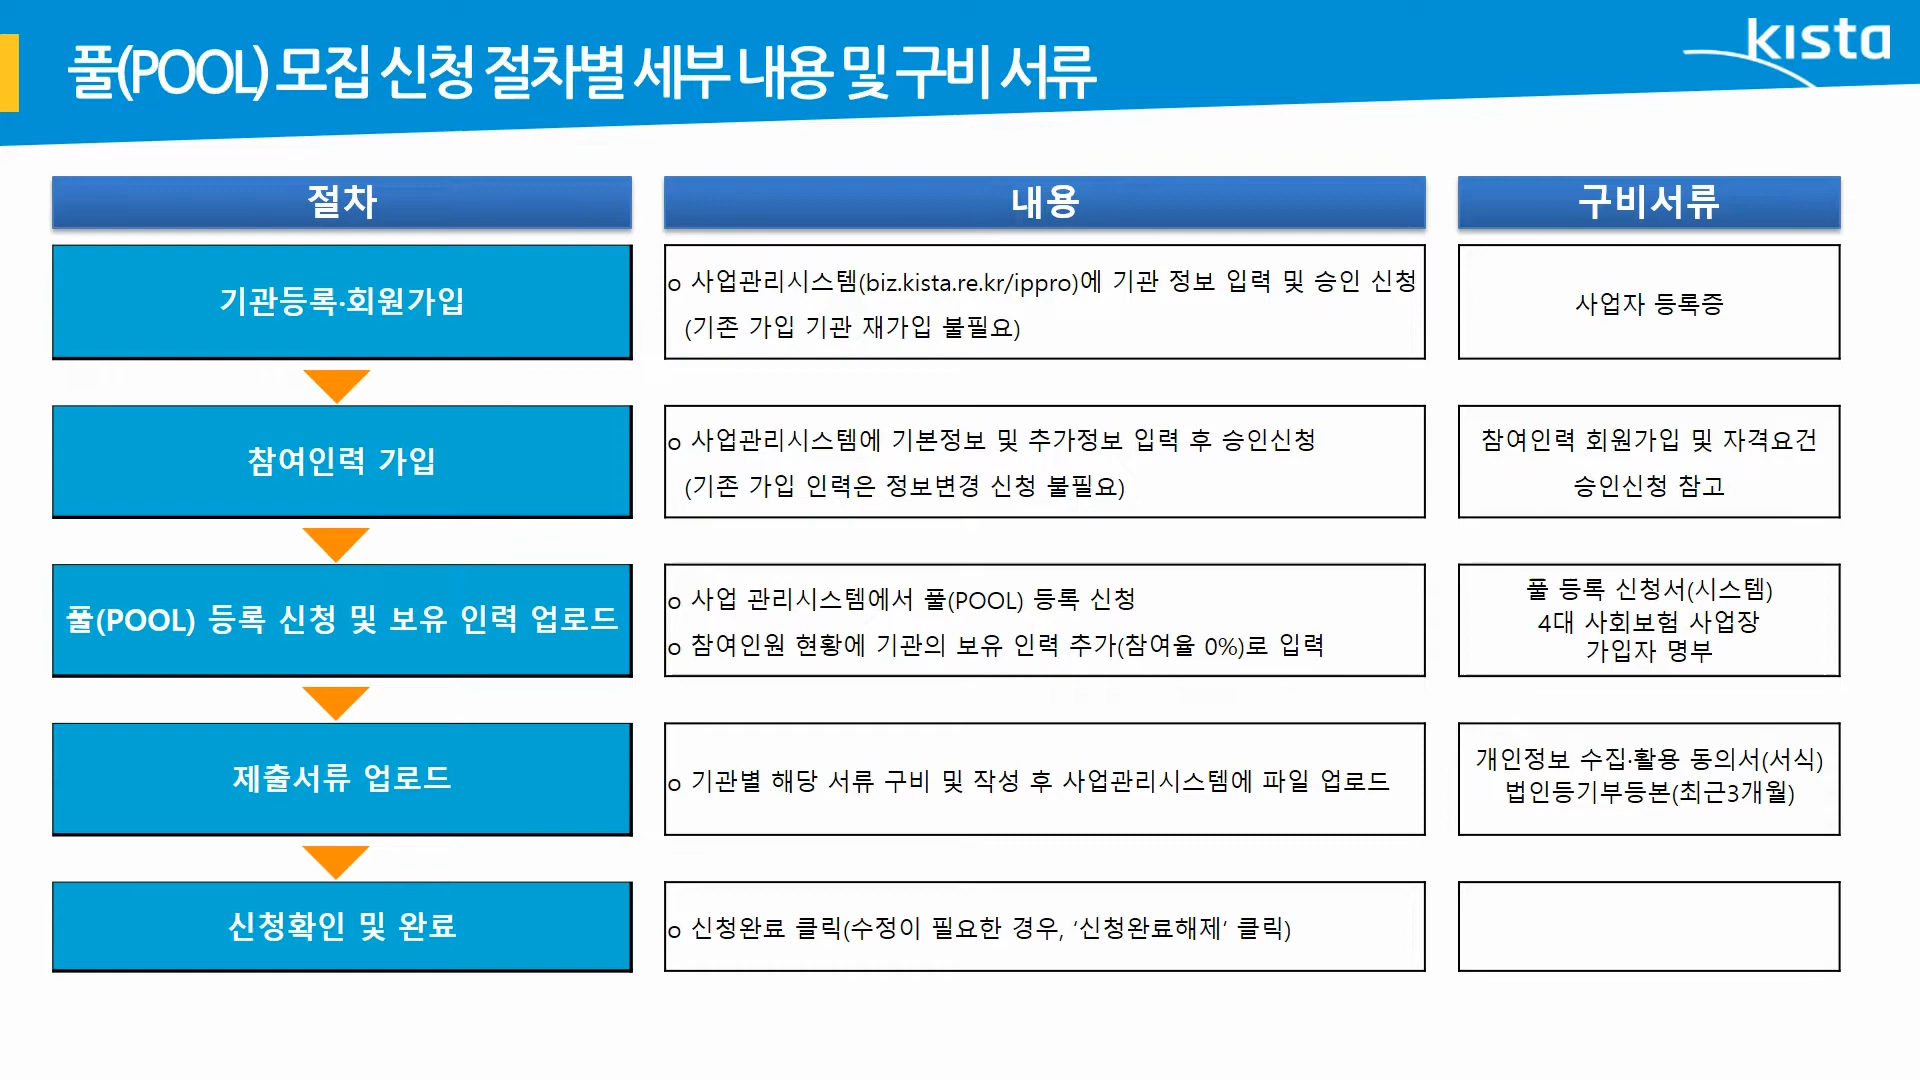 풀(POOL) 모집 신청 절차별 세부 내용 및 구비 서류
kista
절차
내용
구비서류
기관등록·회원가입
o 사업관리시스템(biz.kista.re.kr/ippro)에 기관 정보 입력 및 승인 신청
(기존 가입 기관 재가입 불필요)
사업자 등록증
참여인력 가입
o 사업관리시스템에 기본정보 및 추가정보 입력 후 승인신청
(기존 가입 인력은 정보변경 신청 불필요)
참여인력 회원가입 및 자격요건
승인신청 참고
풀(POOL) 등록 신청 및 보유 인력 업로드
o 사업 관리시스템에서 풀(POOL) 등록 신청
o 참여인원 현황에 기관의 보유 인력 추가(참여율 0%)로 입력
풀 등록 신청서(시스템)
4대 사회보험 사업장
가입자 명부
제출서류 업로드
o 기관별 해당 서류 구비 및 작성 후 사업관리시스템에 파일 업로드
개인정보 수집·활용 동의서(서식)
법인등기부등본(최근3개월)
신청확인 및 완료
o 신청완료 클릭(수정이 필요한 경우, ‘신청완료해제’ 클릭)